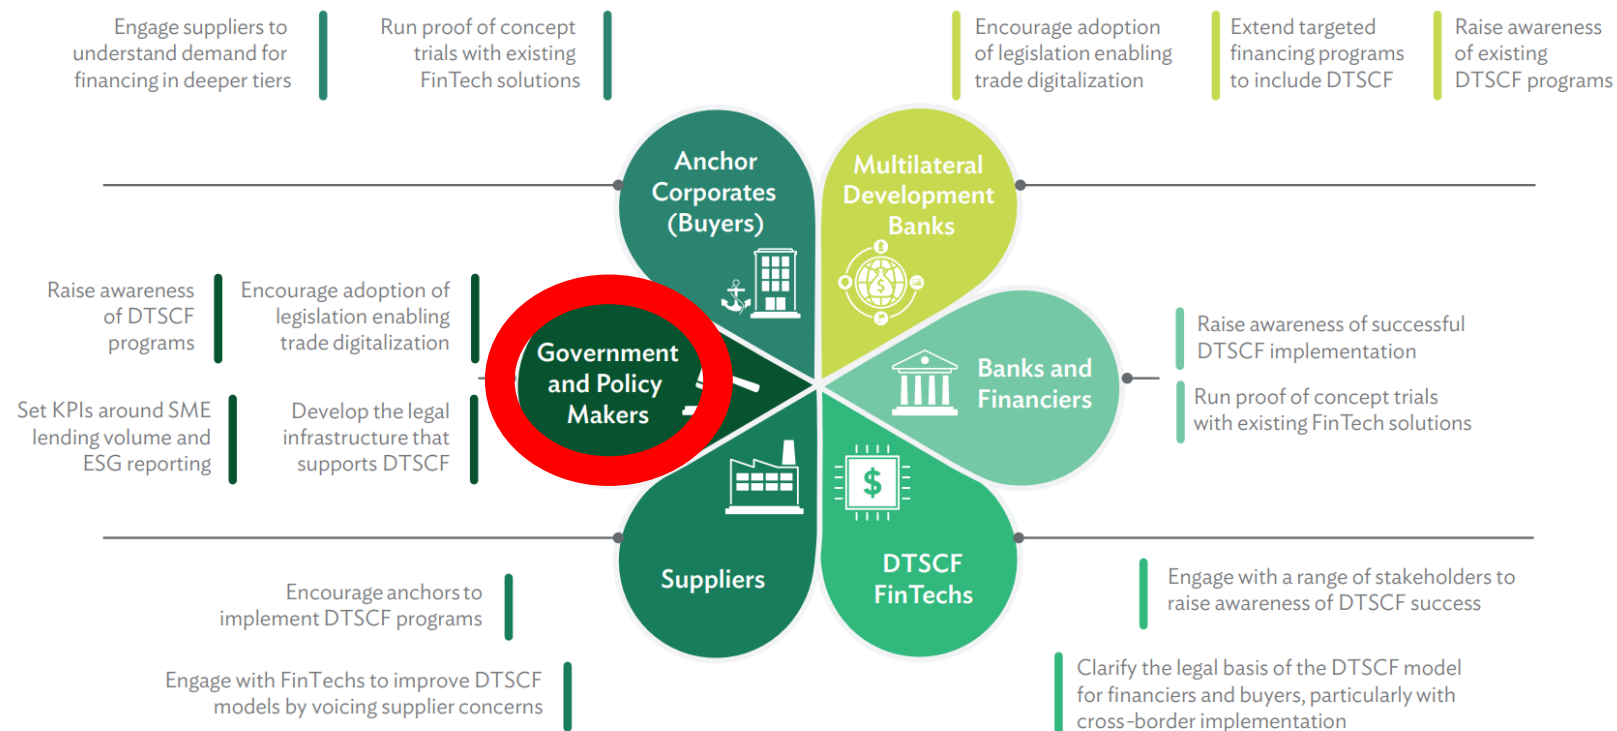 Engage suppliers to
understand demand for
financing in deeper tiers
Run proof of concept
trials with existing
FinTech solutions
Encourage adoption
of legislation enabling
trade digitalization
Extend targeted
financing programs
to include DTSCF
Raise awareness
of existing
DTSCF programs
Anchor
Corporates
(Buyers)
Multilateral
Development
Banks
£
$
Raise awareness
of DTSCF
programs
Encourage adoption of
legislation enabling
trade digitalization
Set KPIs around SME
lending volume and
ESG reporting
Develop the legal
infrastructure that
supports DTSCF
Government
and Policy
Makers
Banks and
Financiers
Raise awareness of successful
DTSCF implementation
Run proof of concept trials
with existing FinTech solutions
Suppliers
$
DTSCF
FinTechs
Encourage anchors to
implement DTSCF programs
Engage with FinTechs to improve DTSCF
models by voicing supplier concerns
Engage with a range of stakeholders to
raise awareness of DTSCF success
Clarify the legal basis of the DTSCF model
for financiers and buyers, particularly with
cross-border implementation